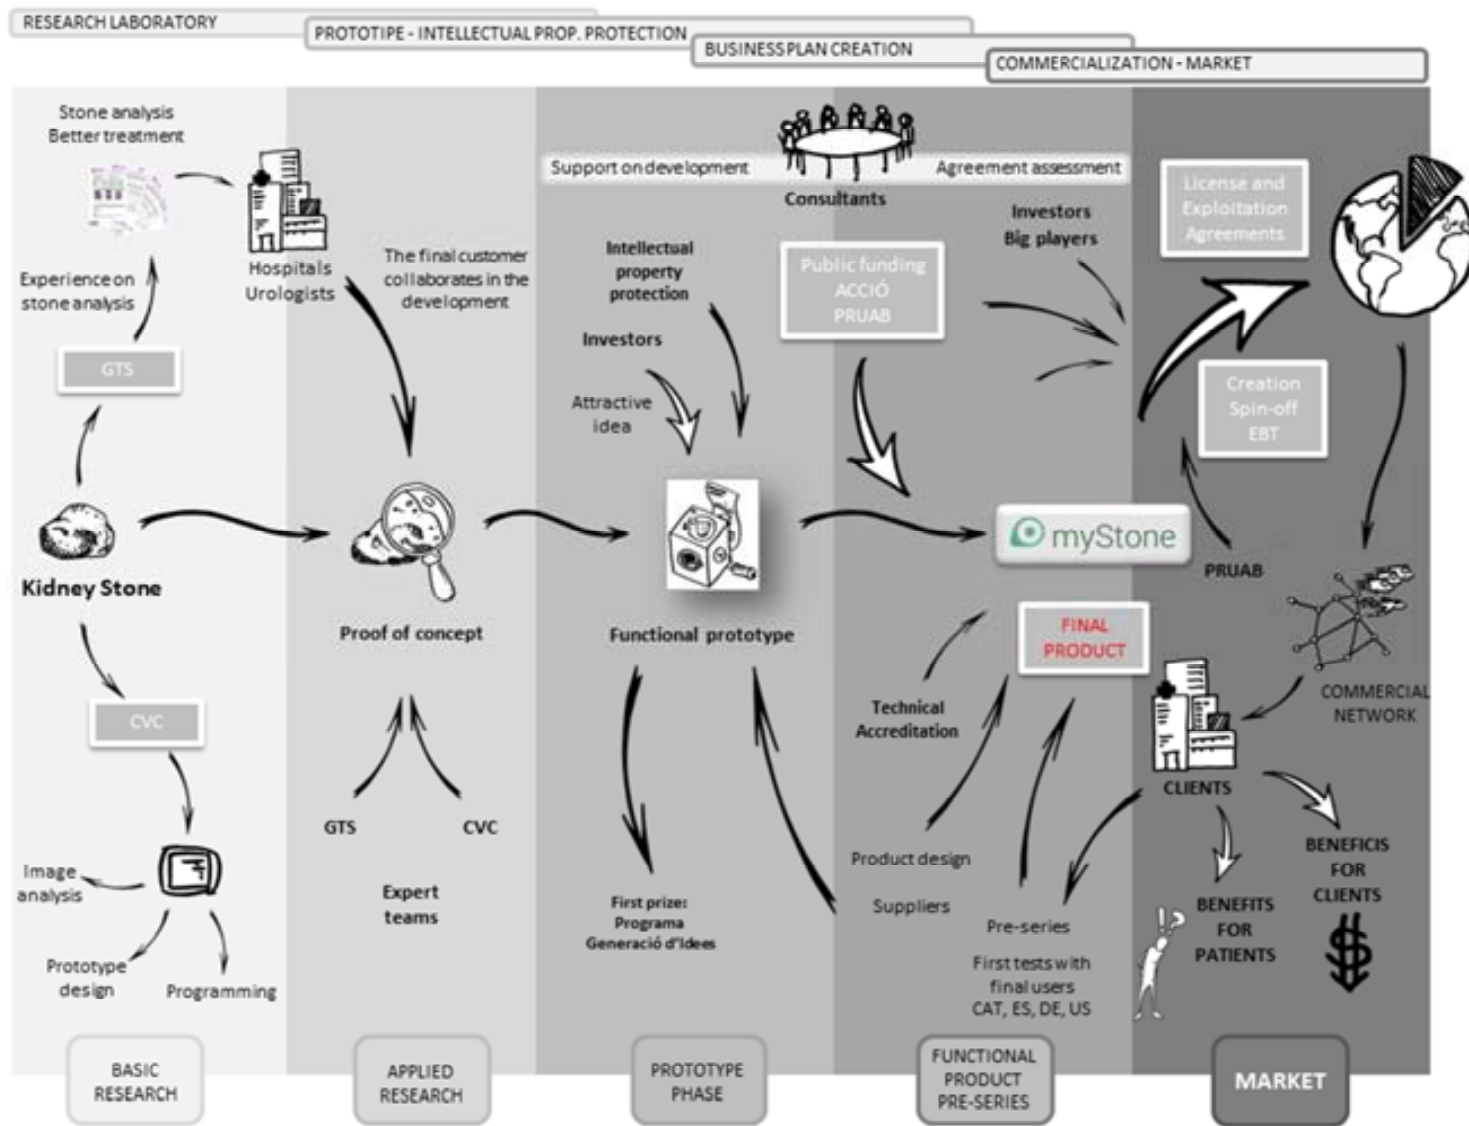 RESEARCH LABORATORY
PROTOTIPE - INTELLECTUAL PROP. PROTECTION
BUSINESS PLAN CREATION
COMMERCIALIZATION - MARKET
Stone analysis
Better treatment
Hospitals
Urologists
Experience on
stone analysis
GTS
Kidney Stone
CVC
Image
analysis
Prototype
design
Programming
BASIC
RESEARCH
The final customer
collaborates in the
development
Proof of concept
GTS
CVC
Expert
teams
APPLIED
RESEARCH
Support on development
Consultants
Agreement assessment
Intellectual
property
protection
Investors
Attractive
idea
Functional prototype
First prize:
Programa
Generació d'Idees
PROTOTYPE
PHASE
Public funding
ACCIÓ
PRUAB
Investors
Big players
myStone
FINAL
PRODUCT
Technical
Accreditation
Product design
Suppliers
Pre-series
First tests with
final users
CAT, ES, DE, US
FUNCTIONAL
PRODUCT
PRE-SERIES
License and
Exploitation
Agreements
Creation
Spin-off
EBT
PRUAB
COMMERCIAL
NETWORK
CLIENTS
BENEFITS
FOR
PATIENTS
BENEFICIS
FOR
CLIENTS
MARKET